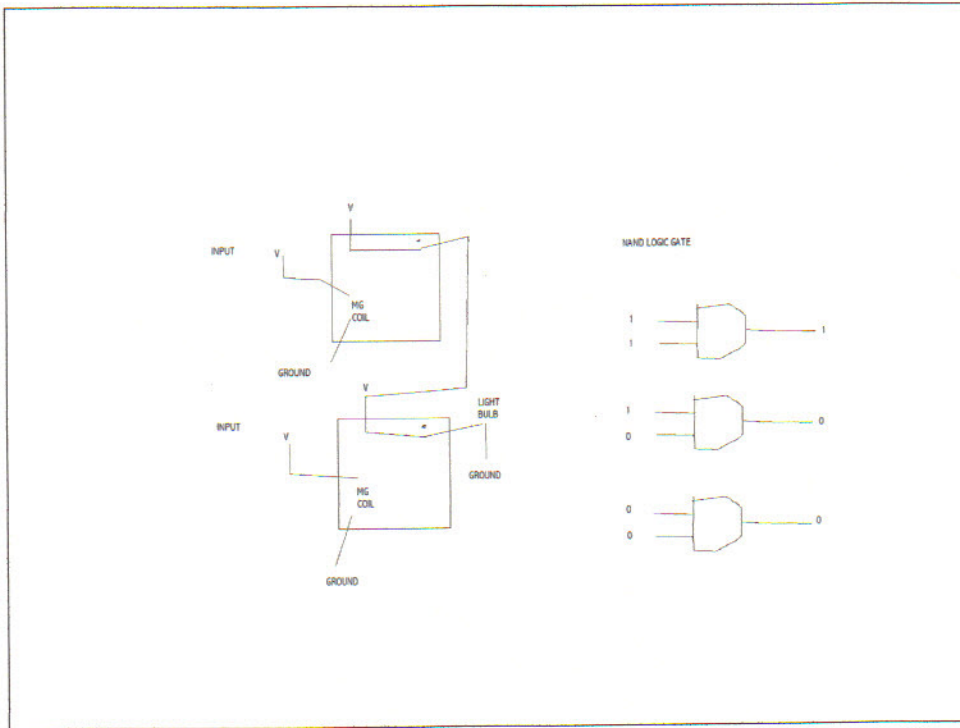 V
INPUT V
MG
COIL
GROUND
V
LIGHT
BULB
INPUT
V
GROUND
MG
COIL
GROUND
NAND LOGIC GATE
1
1
1
1
0
0
0
0
0